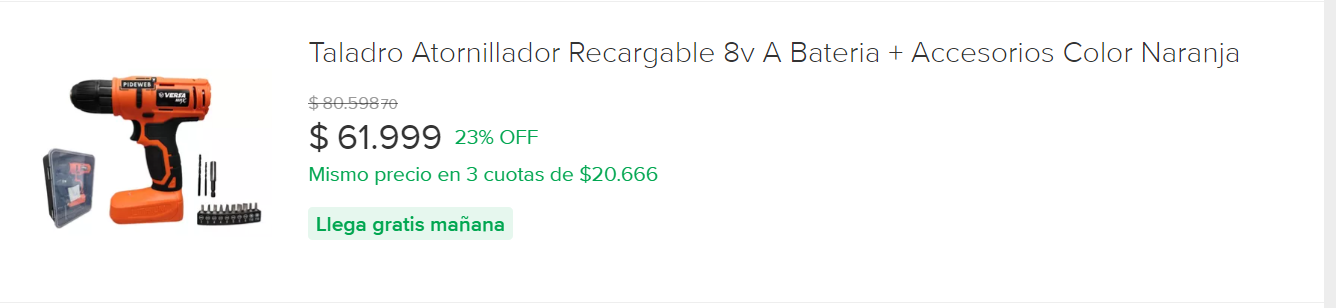 Taladro Atornillador Recargable 8v A Bateria + Accesorios Color Naranja
$ 80.598 70
$ 61.999 23% OFF
Mismo precio en 3 cuotas de $20.666
Llega gratis mañana
PIDEWEB
VERSA